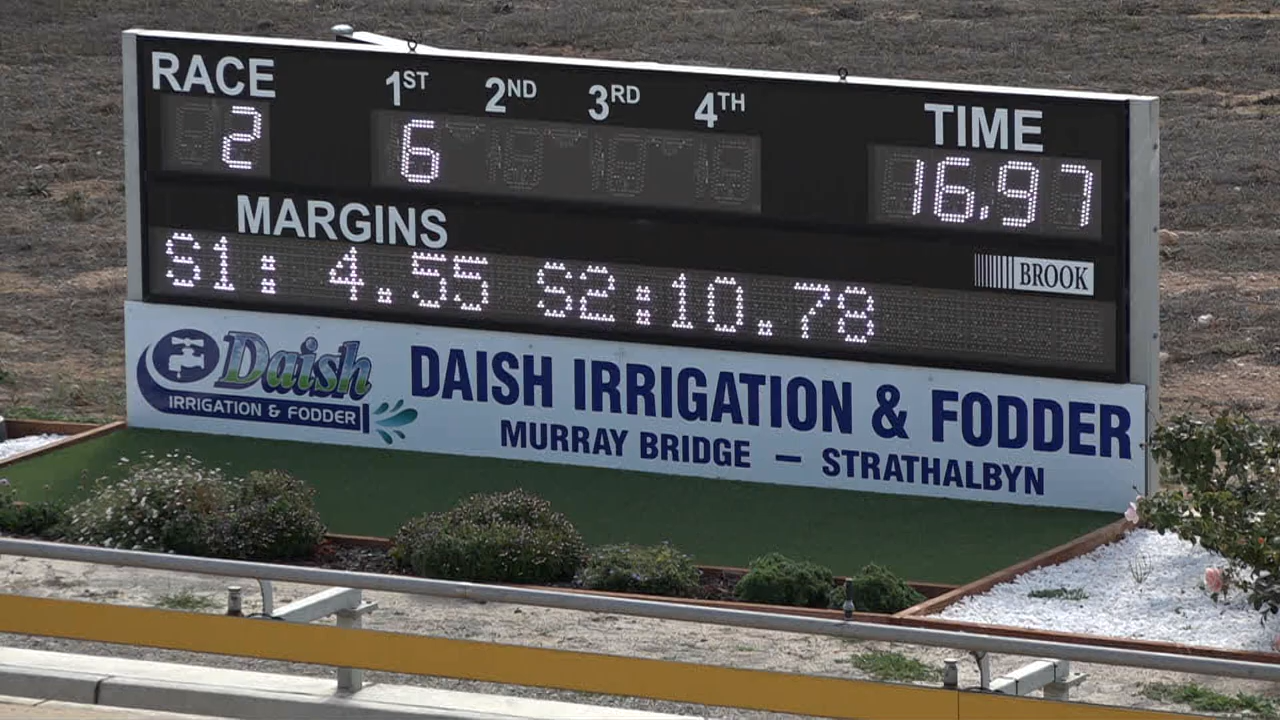 RACE 1ST 2ND 3RD 4TH TIME
2 6 16.97
MARGINS
BROOK
S1: 4.55 S2:10.78
Daish
IRRIGATION & FODDER
DAISH IRRIGATION & FODDER
MURRAY BRIDGE – STRATHALBYN